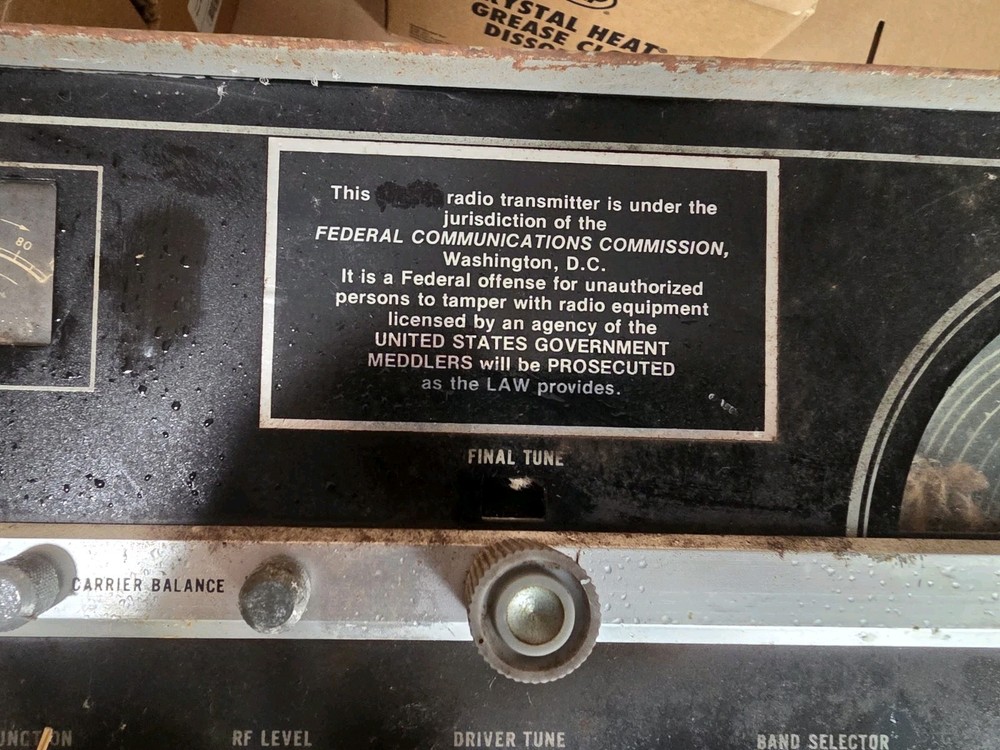 CRYSTAL HEAT
GREASE
80
This radio transmitter is under the
jurisdiction of the
FEDERAL COMMUNICATIONS COMMISSION,
Washington, D.C.
It is a Federal offense for unauthorized
persons to tamper with radio equipment
licensed by an agency of the
UNITED STATES GOVERNMENT
MEDDLERS will be PROSECUTED
as the LAW provides.
FINAL TUNE
CARRIER BALANCE
RF LEVEL
DRIVER TUNE
BAND SELECTOR